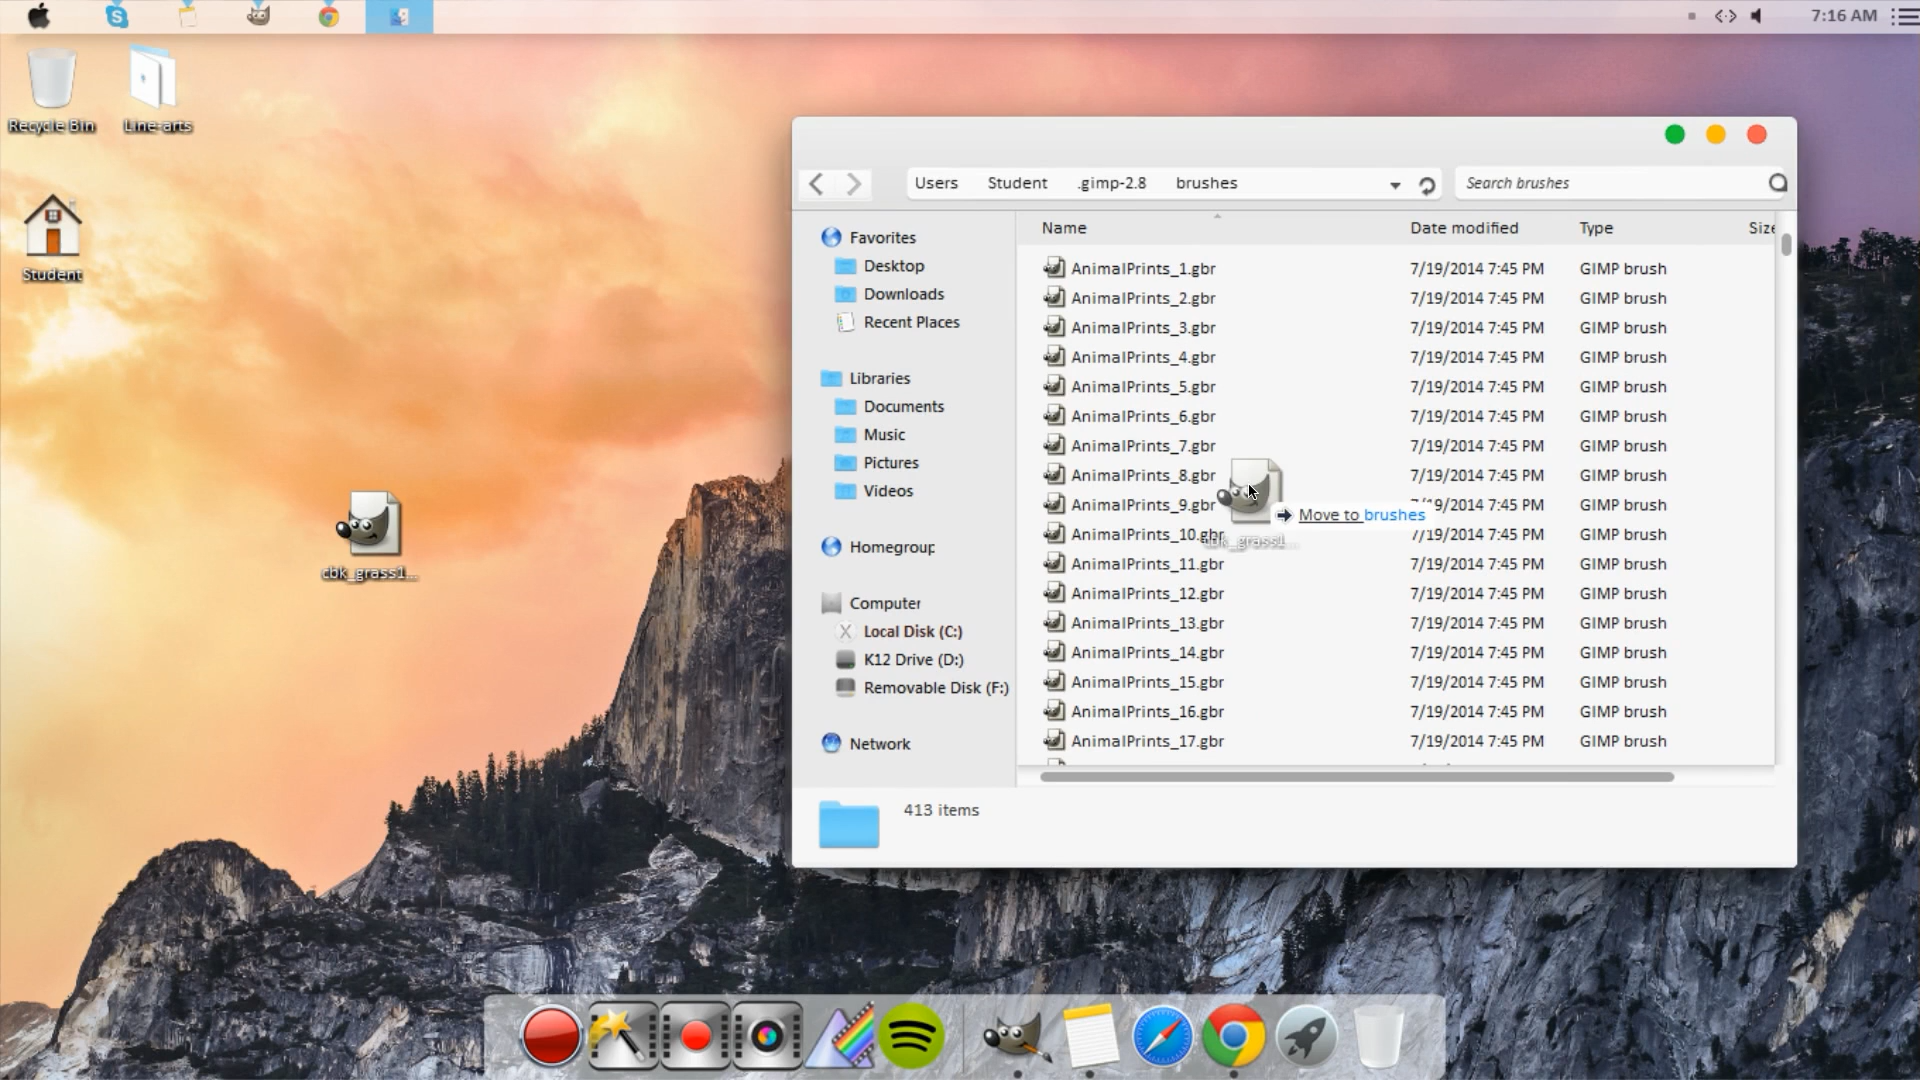 7:16 AM
Recycle Bin
Line-arts
Student
cbk_grass1...
Users Student .gimp-2.8 brushes
Search brushes
Name Date modified Type Size
Favorites
Desktop
Downloads
Recent Places
Libraries
Documents
Music
Pictures
Videos
Homegroup
Computer
Local Disk (C:)
K12 Drive (D:)
Removable Disk (F:)
Network
AnimalPrints_1.gbr 7/19/2014 7:45 PM GIMP brush
AnimalPrints_2.gbr 7/19/2014 7:45 PM GIMP brush
AnimalPrints_3.gbr 7/19/2014 7:45 PM GIMP brush
AnimalPrints_4.gbr 7/19/2014 7:45 PM GIMP brush
AnimalPrints_5.gbr 7/19/2014 7:45 PM GIMP brush
AnimalPrints_6.gbr 7/19/2014 7:45 PM GIMP brush
AnimalPrints_7.gbr 7/19/2014 7:45 PM GIMP brush
AnimalPrints_8.gbr 7/19/2014 7:45 PM GIMP brush
AnimalPrints_9.gbr 7/19/2014 7:45 PM GIMP brush
Move to brushes
AnimalPrints_10.gbr 7/19/2014 7:45 PM GIMP brush
cbk_grass1...
AnimalPrints_11.gbr 7/19/2014 7:45 PM GIMP brush
AnimalPrints_12.gbr 7/19/2014 7:45 PM GIMP brush
AnimalPrints_13.gbr 7/19/2014 7:45 PM GIMP brush
AnimalPrints_14.gbr 7/19/2014 7:45 PM GIMP brush
AnimalPrints_15.gbr 7/19/2014 7:45 PM GIMP brush
AnimalPrints_16.gbr 7/19/2014 7:45 PM GIMP brush
AnimalPrints_17.gbr 7/19/2014 7:45 PM GIMP brush
413 items